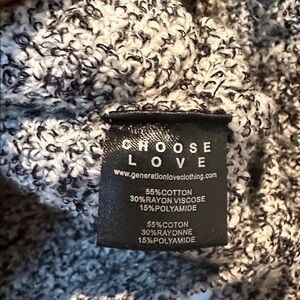 CHOOSE
LOVE
www.generationloveclothing.com
55%COTTON
30%RAYON VISCOSE
15%POLYAMIDE
55%COTON
30%RAYONNE
15%POLYAMIDE